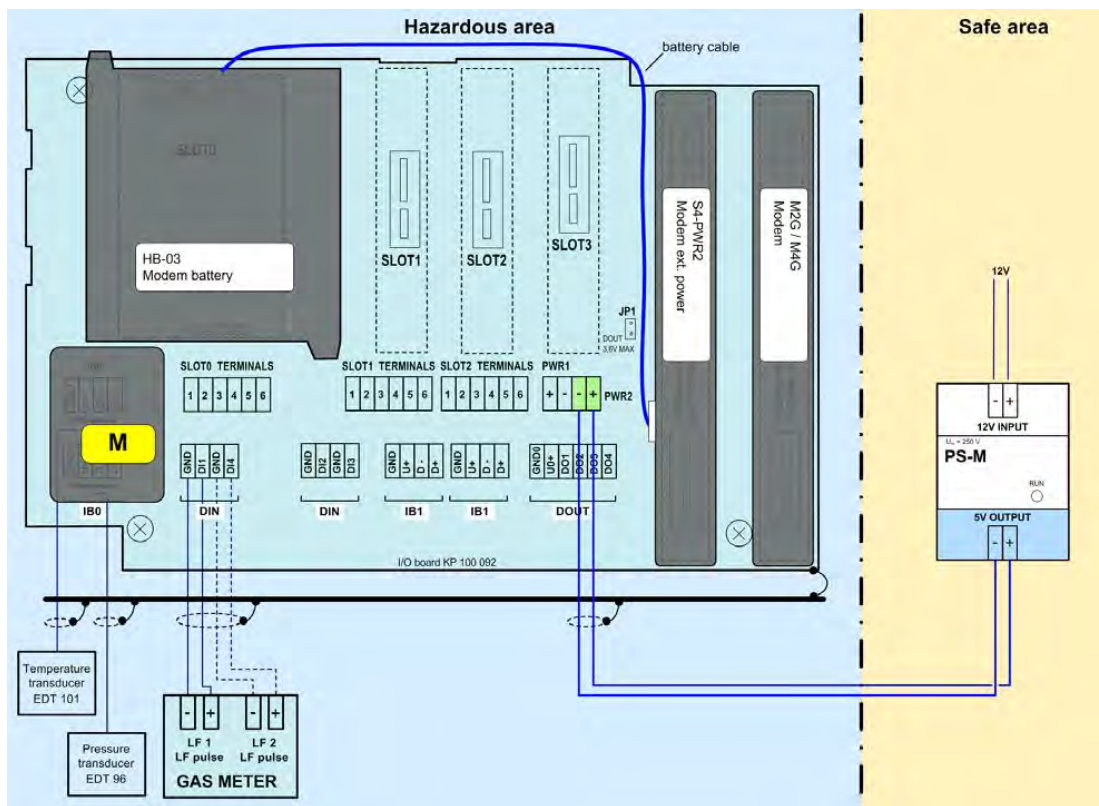 Hazardous area
Safe area
battery cable
SLOT0
HB-03
Modem battery
SLOT1
SLOT2
SLOT3
S4-PWR2
Modem ext. power
M2G / M4G
Modem
JP1
DOUT
3,6V MAX
SLOT0 TERMINALS
1 2 3 4 5 6
SLOT1 TERMINALS
1 2 3 4 5 6
SLOT2 TERMINALS
1 2 3 4 5 6
PWR1
+ - - +
PWR2
M
IB0
GND DI1 GND DI4
DIN
GND DI2 GND DI3
DIN
GND U+ D - D+
IB1
GND U+ D - D+
IB1
GND0 U0+ DO1 DO2 DO3 DO4
DOUT
I/O board KP 100 092
12V
- +
12V INPUT
PS-M
RUN
5V OUTPUT
- +
Temperature
transducer
EDT 101
Pressure
transducer
EDT 96
- + - +
LF 1 LF 2
LF pulse LF pulse
GAS METER